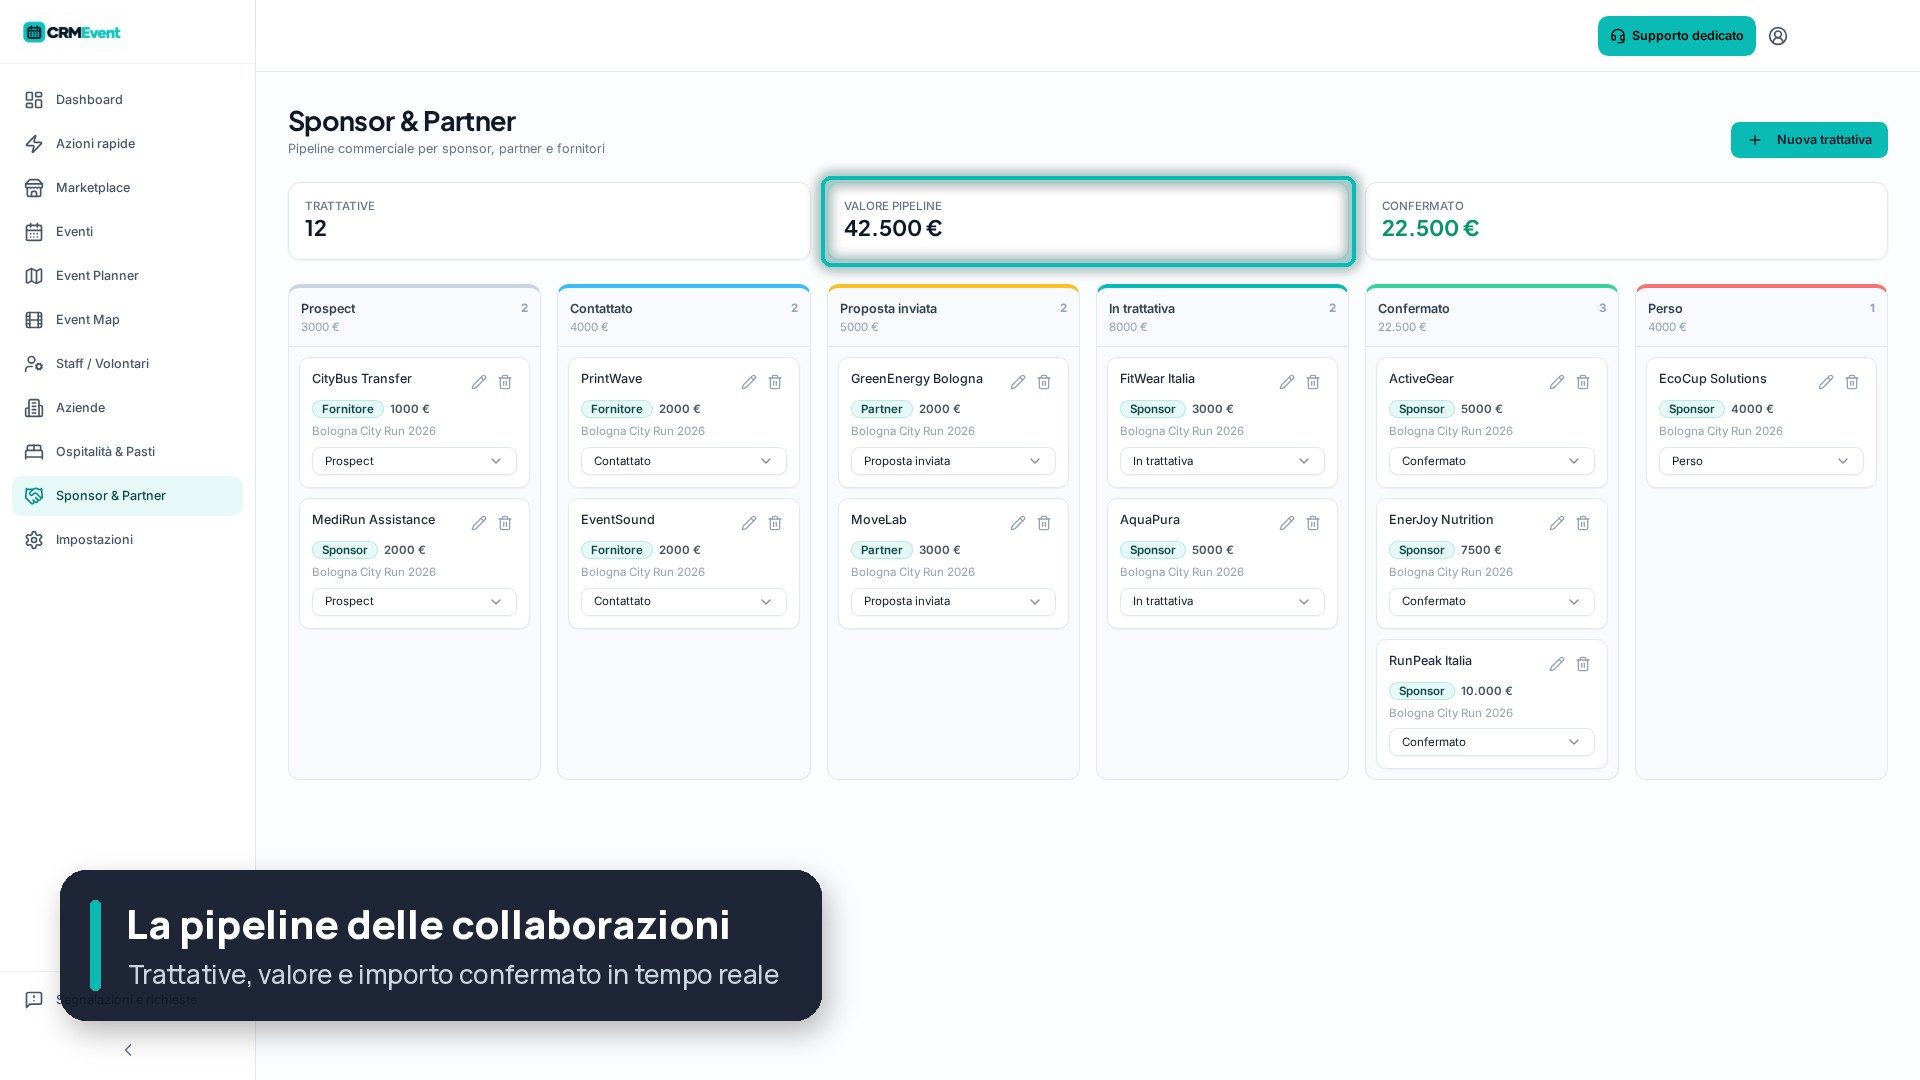 CRMEvent
Supporto dedicato
Dashboard
Azioni rapide
Marketplace
Eventi
Event Planner
Event Map
Staff / Volontari
Aziende
Ospitalità & Pasti
Sponsor & Partner
Impostazioni
Segnalazioni e richieste
Sponsor & Partner
Pipeline commerciale per sponsor, partner e fornitori
Nuova trattativa
TRATTATIVE
12
VALORE PIPELINE
42.500 €
CONFERMATO
22.500 €
Prospect 2
3000 €
CityBus Transfer
Fornitore 1000 €
Bologna City Run 2026
Prospect
MediRun Assistance
Sponsor 2000 €
Bologna City Run 2026
Prospect
Contattato 2
4000 €
PrintWave
Fornitore 2000 €
Bologna City Run 2026
Contattato
EventSound
Fornitore 2000 €
Bologna City Run 2026
Contattato
Proposta inviata 2
5000 €
GreenEnergy Bologna
Partner 2000 €
Bologna City Run 2026
Proposta inviata
MoveLab
Partner 3000 €
Bologna City Run 2026
Proposta inviata
In trattativa 2
8000 €
FitWear Italia
Sponsor 3000 €
Bologna City Run 2026
In trattativa
AquaPura
Sponsor 5000 €
Bologna City Run 2026
In trattativa
Confermato 3
22.500 €
ActiveGear
Sponsor 5000 €
Bologna City Run 2026
Confermato
EnerJoy Nutrition
Sponsor 7500 €
Bologna City Run 2026
Confermato
RunPeak Italia
Sponsor 10.000 €
Bologna City Run 2026
Confermato
Perso 1
4000 €
EcoCup Solutions
Sponsor 4000 €
Bologna City Run 2026
Perso
La pipeline delle collaborazioni
Trattative, valore e importo confermato in tempo reale